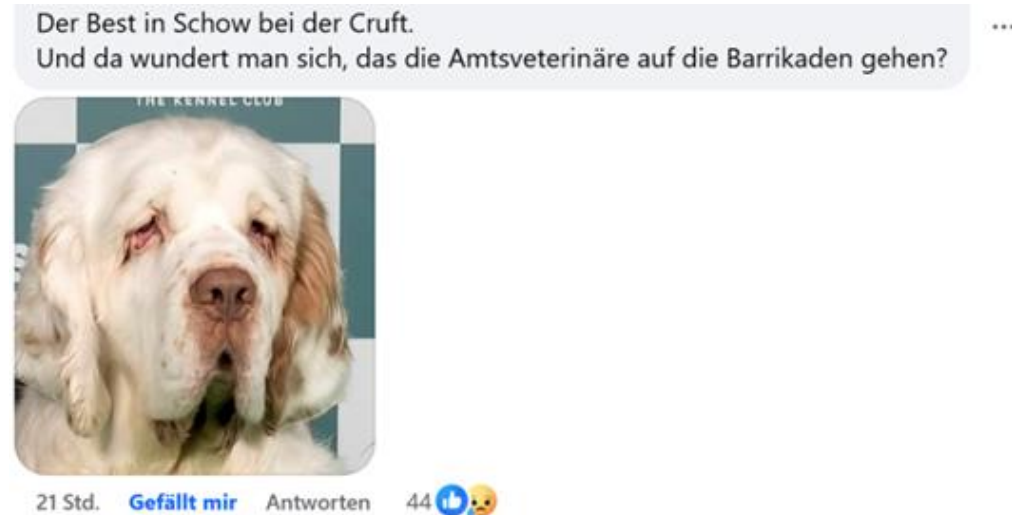 Der Best in Schow bei der Cruft.
Und da wundert man sich, das die Amtsveterinäre auf die Barrikaden gehen?
THE KENNEL CLUB
21 Std. Gefällt mir Antworten 44